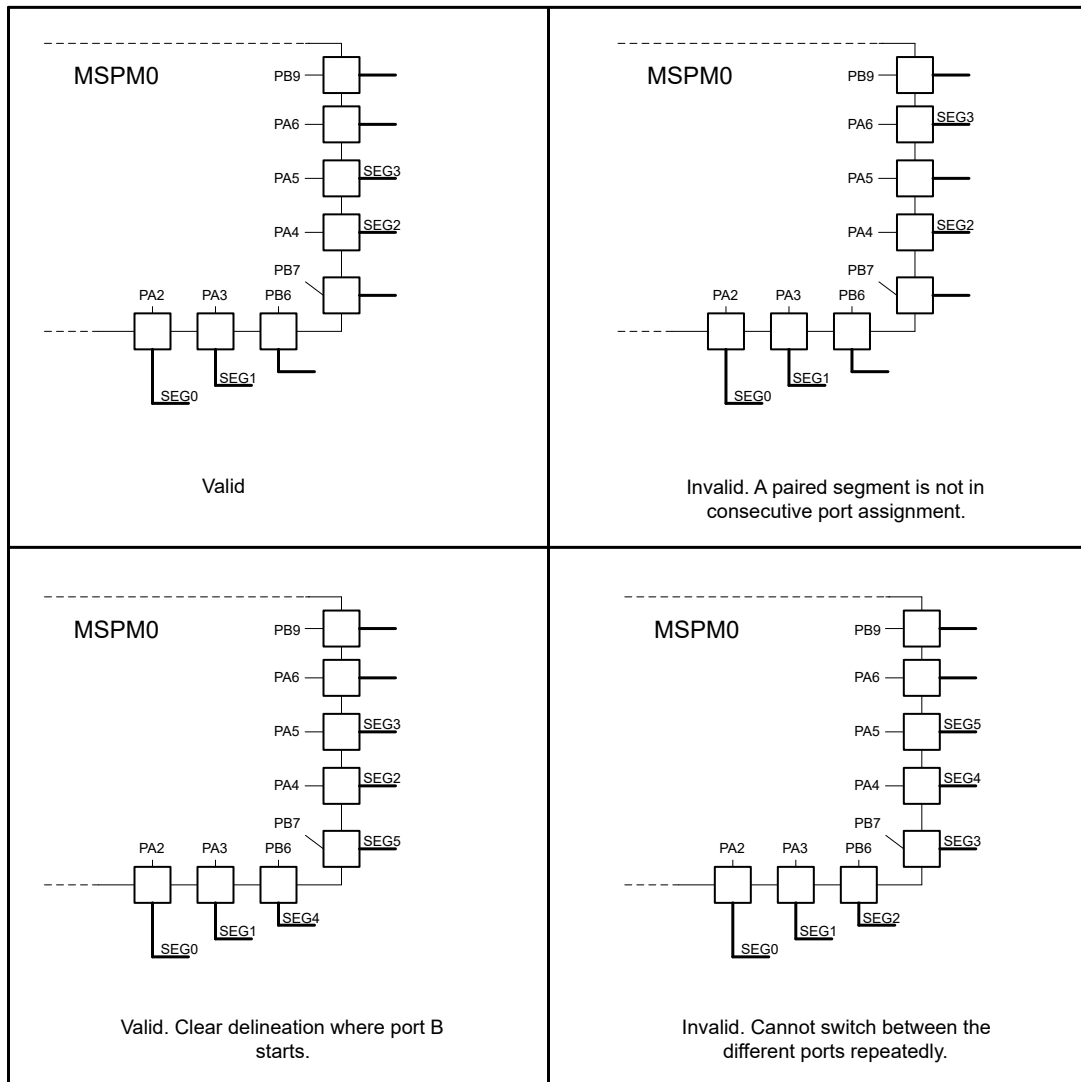 MSPM0
PB9
PA6
PA5
SEG3
PA4
SEG2
PB7
PA2
PA3
PB6
SEG1
SEG0
Valid
MSPM0
PB9
PA6
SEG3
PA5
PA4
SEG2
PB7
PA2
PA3
PB6
SEG1
SEG0
Invalid. A paired segment is not in
consecutive port assignment.
MSPM0
PB9
PA6
PA5
SEG3
PA4
SEG2
PB7
SEG5
PA2
PA3
PB6
SEG4
SEG1
SEG0
Valid. Clear delineation where port B
starts.
MSPM0
PB9
PA6
PA5
SEG5
PA4
SEG4
PB7
SEG3
PA2
PA3
PB6
SEG2
SEG1
SEG0
Invalid. Cannot switch between the
different ports repeatedly.